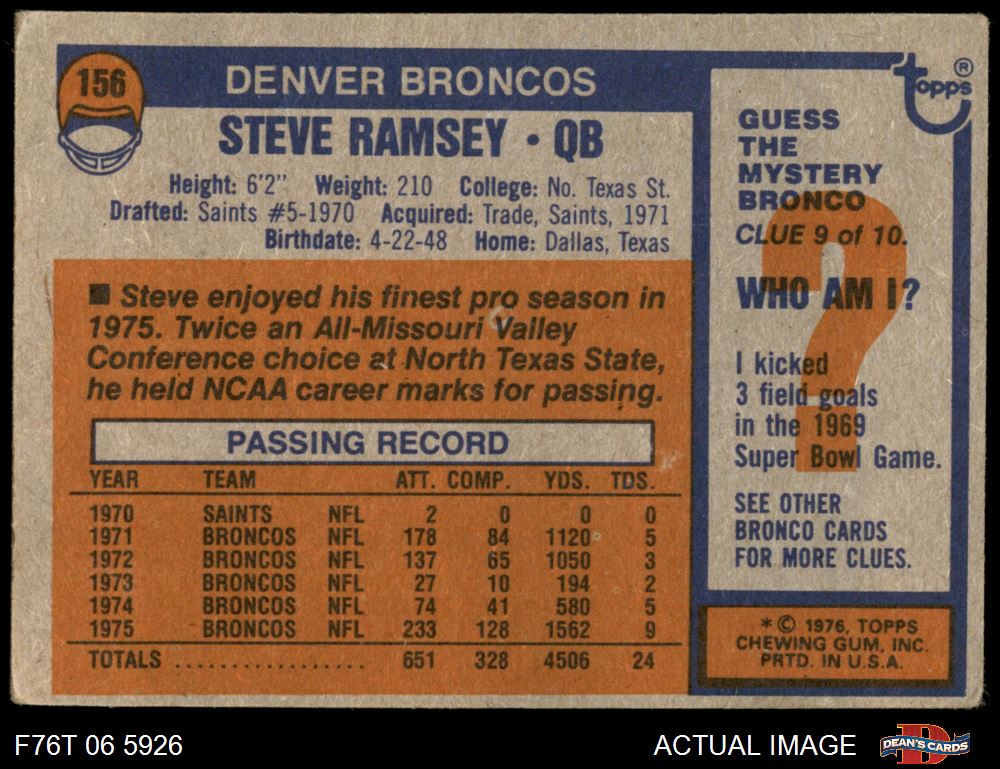 156
DENVER BRONCOS
STEVE RAMSEY • QB
Height: 6'2" Weight: 210 College: No. Texas St.
Drafted: Saints #5-1970 Acquired: Trade, Saints, 1971
Birthdate: 4-22-48 Home: Dallas, Texas
■ Steve enjoyed his finest pro season in
1975. Twice an All-Missouri Valley
Conference choice at North Texas State,
he held NCAA career marks for passing.
PASSING RECORD
YEAR TEAM ATT. COMP. YDS. TDS.
1970 SAINTS NFL 2 0 0 0
1971 BRONCOS NFL 178 84 1120 5
1972 BRONCOS NFL 137 65 1050 3
1973 BRONCOS NFL 27 10 194 2
1974 BRONCOS NFL 74 41 580 5
1975 BRONCOS NFL 233 128 1562 9
TOTALS .................. 651 328 4506 24
topps®
GUESS
THE
MYSTERY
BRONCO
CLUE 9 of 10.
?
WHO AM I?
I kicked
3 field goals
in the 1969
Super Bowl Game.
SEE OTHER
BRONCO CARDS
FOR MORE CLUES.
*© 1976, TOPPS
CHEWING GUM, INC.
PRTD. IN U.S.A.
F76T 06 5926
ACTUAL IMAGE
D
DEAN'S CARDS